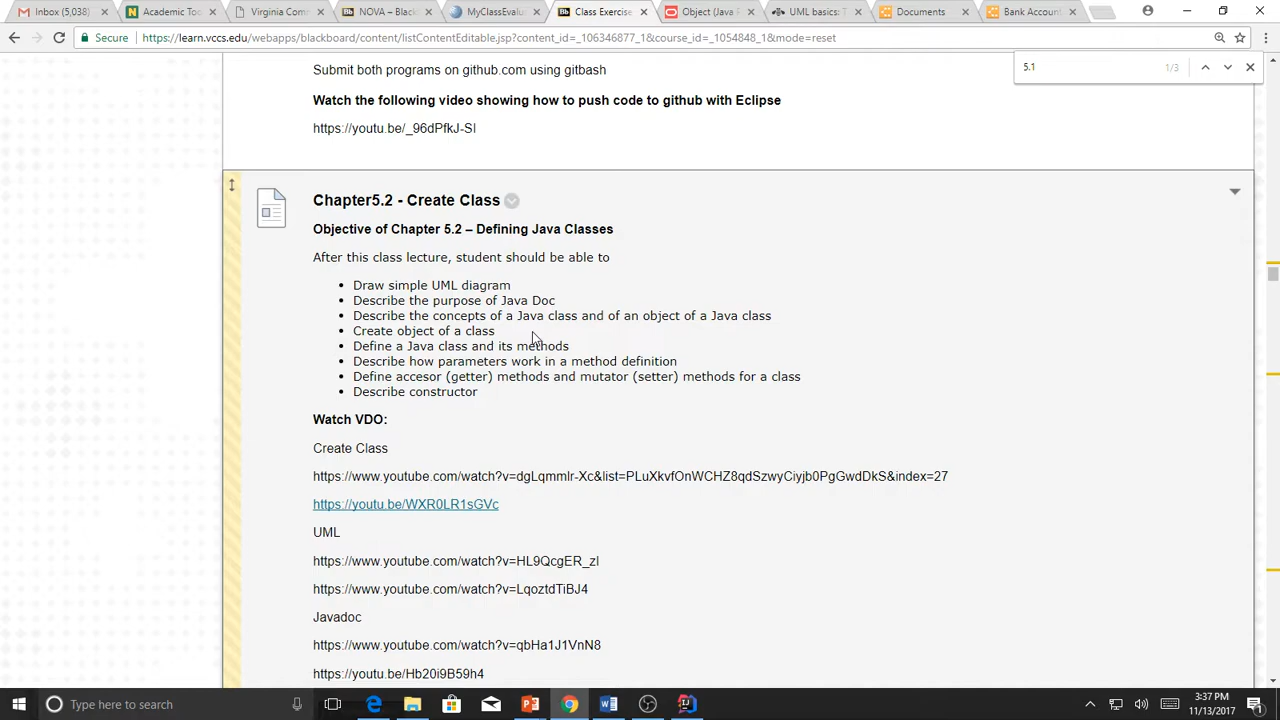 Inbox (5,038)
Academic Too
Virginia Com
NOVA – Black
MyClassEvalu
Class Exercise
Object (Java P
UML basics T
Documents
Bank Accoun
Secure
https://learn.vccs.edu/webapps/blackboard/content/listContentEditable.jsp?content_id=_106346877_1&course_id=_1054848_1&mode=reset
5.1
1/3
Submit both programs on github.com using gitbash
Watch the following video showing how to push code to github with Eclipse
https://youtu.be/_96dPfkJ-SI
Chapter5.2 - Create Class
Objective of Chapter 5.2 – Defining Java Classes
After this class lecture, student should be able to
• Draw simple UML diagram
• Describe the purpose of Java Doc
• Describe the concepts of a Java class and of an object of a Java class
• Create object of a class
• Define a Java class and its methods
• Describe how parameters work in a method definition
• Define accesor (getter) methods and mutator (setter) methods for a class
• Describe constructor
Watch VDO:
Create Class
https://www.youtube.com/watch?v=dgLqmmlr-Xc&list=PLuXkvfOnWCHZ8qdSzwyCiyjb0PgGwdDkS&index=27
https://youtu.be/WXR0LR1sGVc
UML
https://www.youtube.com/watch?v=HL9QcgER_zI
https://www.youtube.com/watch?v=LqoztdTiBJ4
Javadoc
https://www.youtube.com/watch?v=qbHa1J1VnN8
https://youtu.be/Hb20i9B59h4
Type here to search
3:37 PM
11/13/2017